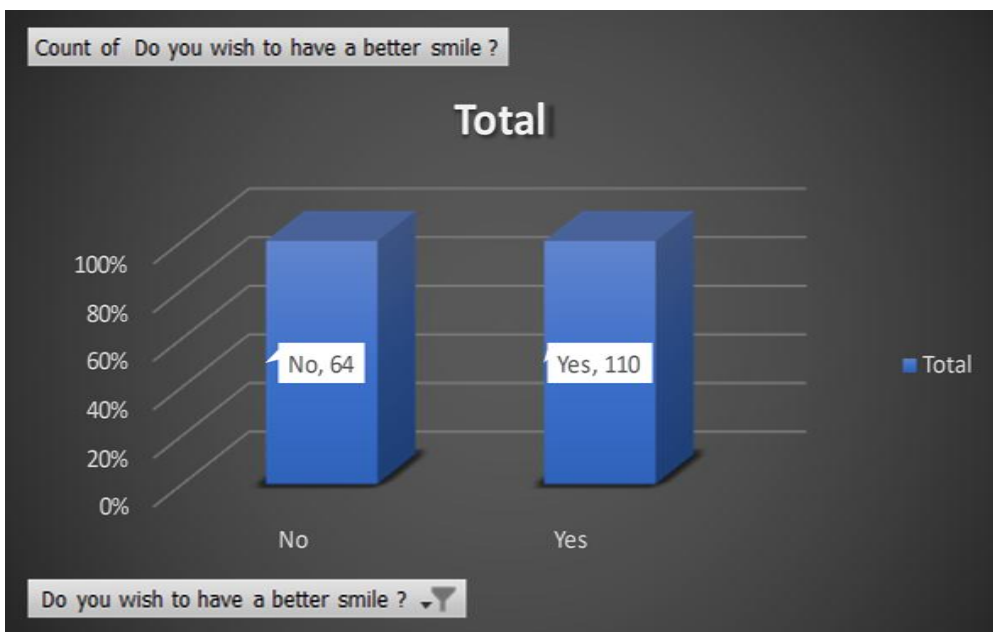 Count of Do you wish to have a better smile ?
Total
100%
80%
60%
40%
20%
0%
No, 64
Yes, 110
Total
No
Yes
Do you wish to have a better smile ?